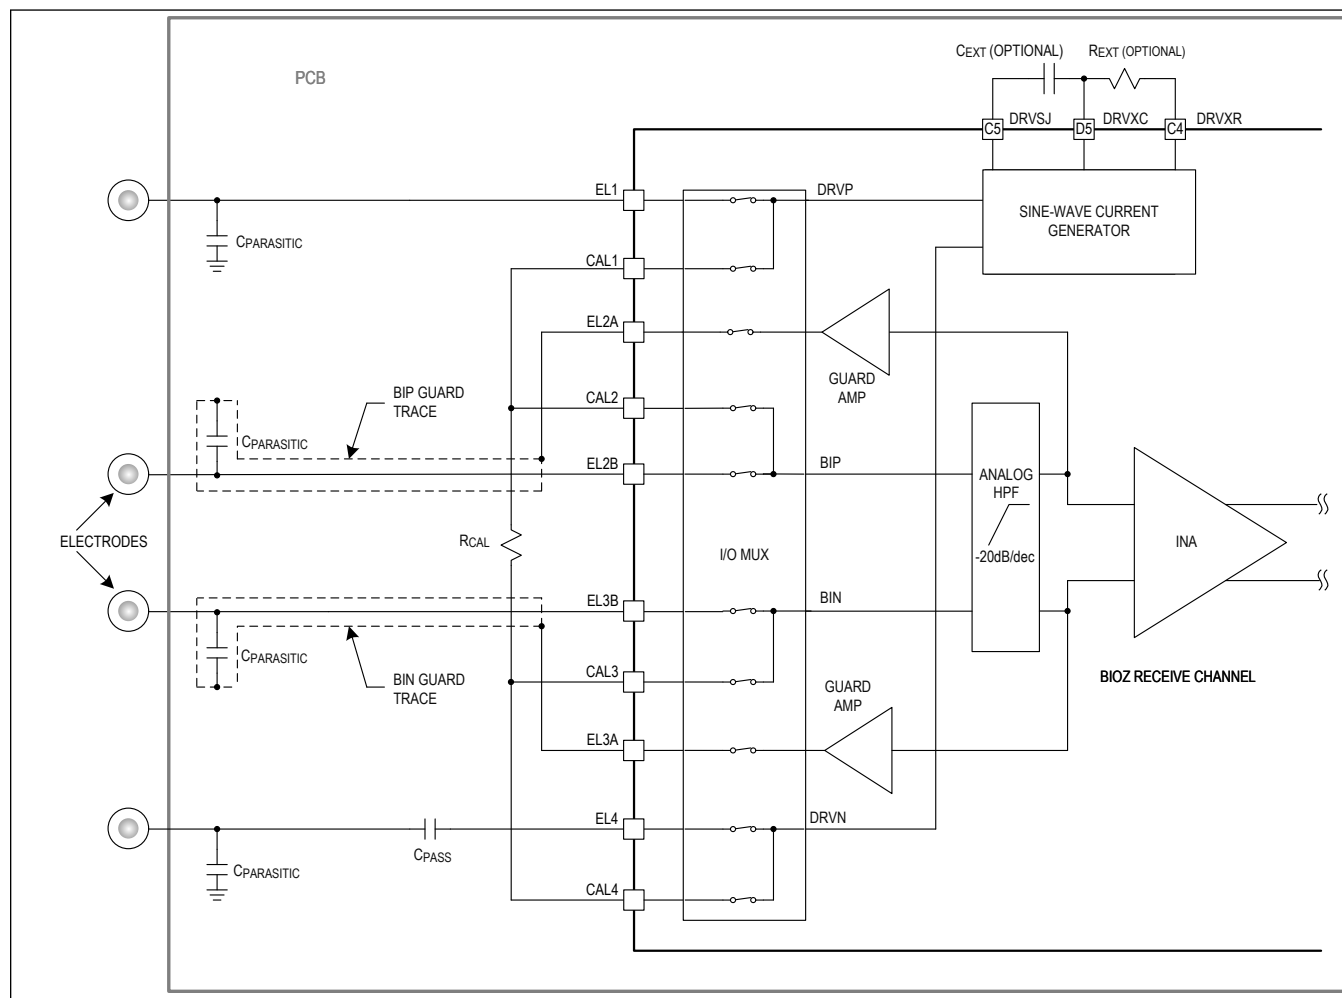 CEXT (OPTIONAL)
REXT (OPTIONAL)
PCB
C5
DRVSJ
D5
DRVXC
C4
DRVXR
EL1
DRVP
SINE-WAVE CURRENT
GENERATOR
CPARASITIC
CAL1
EL2A
GUARD
AMP
BIP GUARD
TRACE
CAL2
CPARASITIC
EL2B
BIP
ANALOG
HPF
-20dB/dec
ELECTRODES
RCAL
I/O MUX
INA
EL3B
BIN
CPARASITIC
CAL3
BIN GUARD
TRACE
BIOZ RECEIVE CHANNEL
GUARD
AMP
EL3A
EL4
DRVN
CPASS
CPARASITIC
CAL4